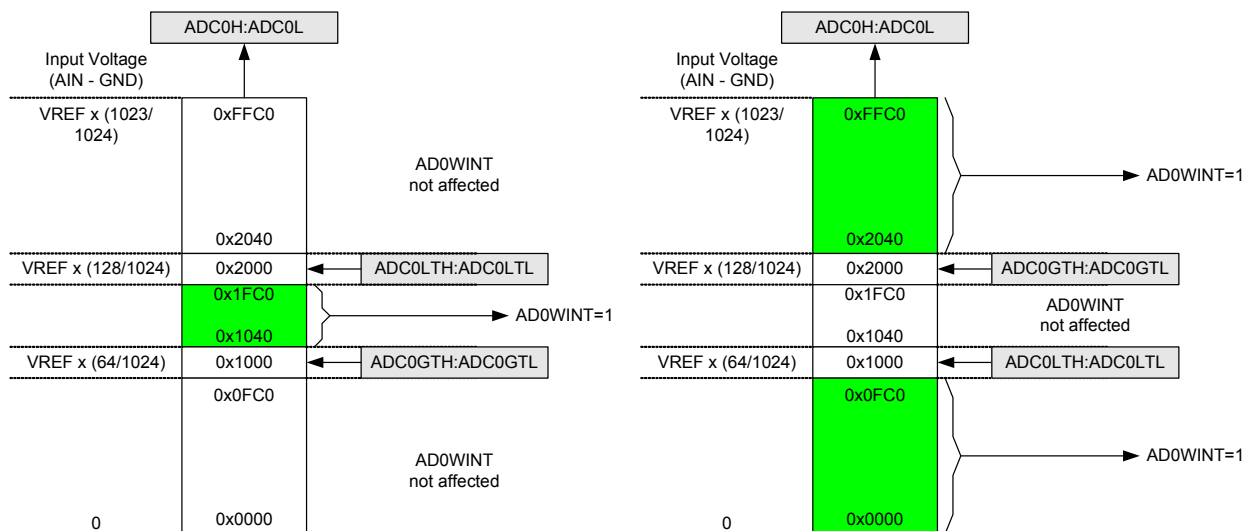 ADC0H:ADC0L
Input Voltage
(AIN - GND)
VREF x (1023/
1024)
0xFFC0
AD0WINT
not affected
0x2040
VREF x (128/1024)
0x2000
ADC0LTH:ADC0LTL
0x1FC0
AD0WINT=1
0x1040
VREF x (64/1024)
0x1000
ADC0GTH:ADC0GTL
0x0FC0
AD0WINT
not affected
0
0x0000
ADC0H:ADC0L
Input Voltage
(AIN - GND)
VREF x (1023/
1024)
0xFFC0
AD0WINT=1
0x2040
VREF x (128/1024)
0x2000
ADC0GTH:ADC0GTL
0x1FC0
AD0WINT
not affected
0x1040
VREF x (64/1024)
0x1000
ADC0LTH:ADC0LTL
0x0FC0
AD0WINT=1
0
0x0000